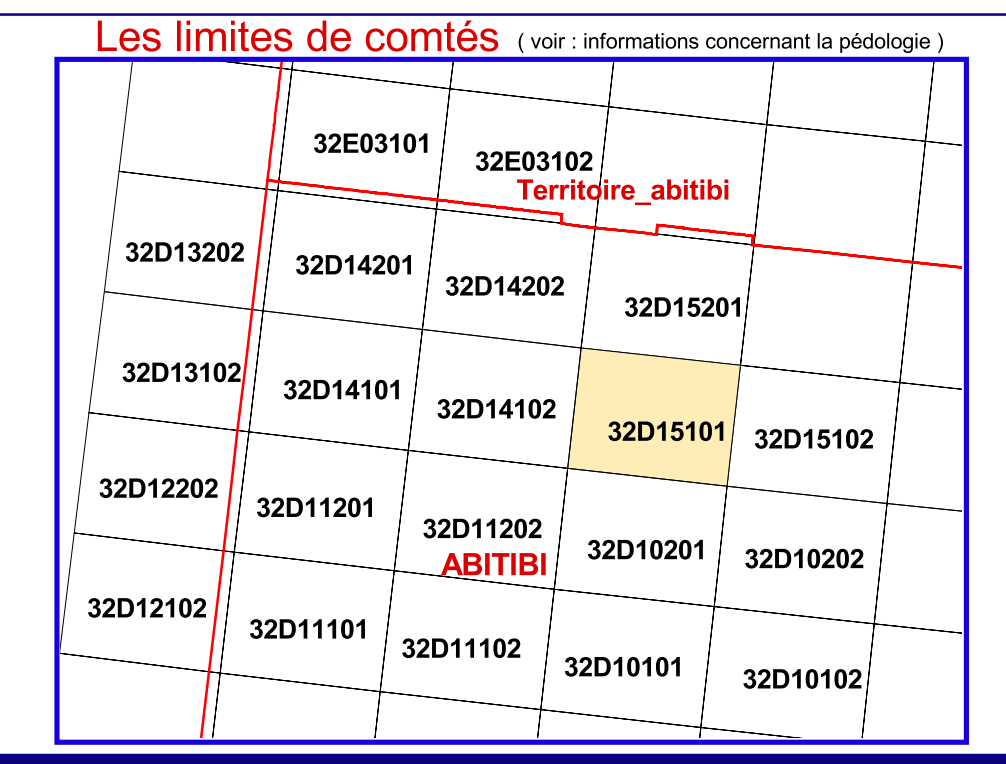 Les limites de comtés ( voir : informations concernant la pédologie )
32E03101
32E03102
Territoire_abitibi
32D13202
32D14201
32D14202
32D15201
32D13102
32D14101
32D14102
32D15101
32D15102
32D12202
32D11201
32D11202
32D10201
32D10202
ABITIBI
32D12102
32D11101
32D11102
32D10101
32D10102